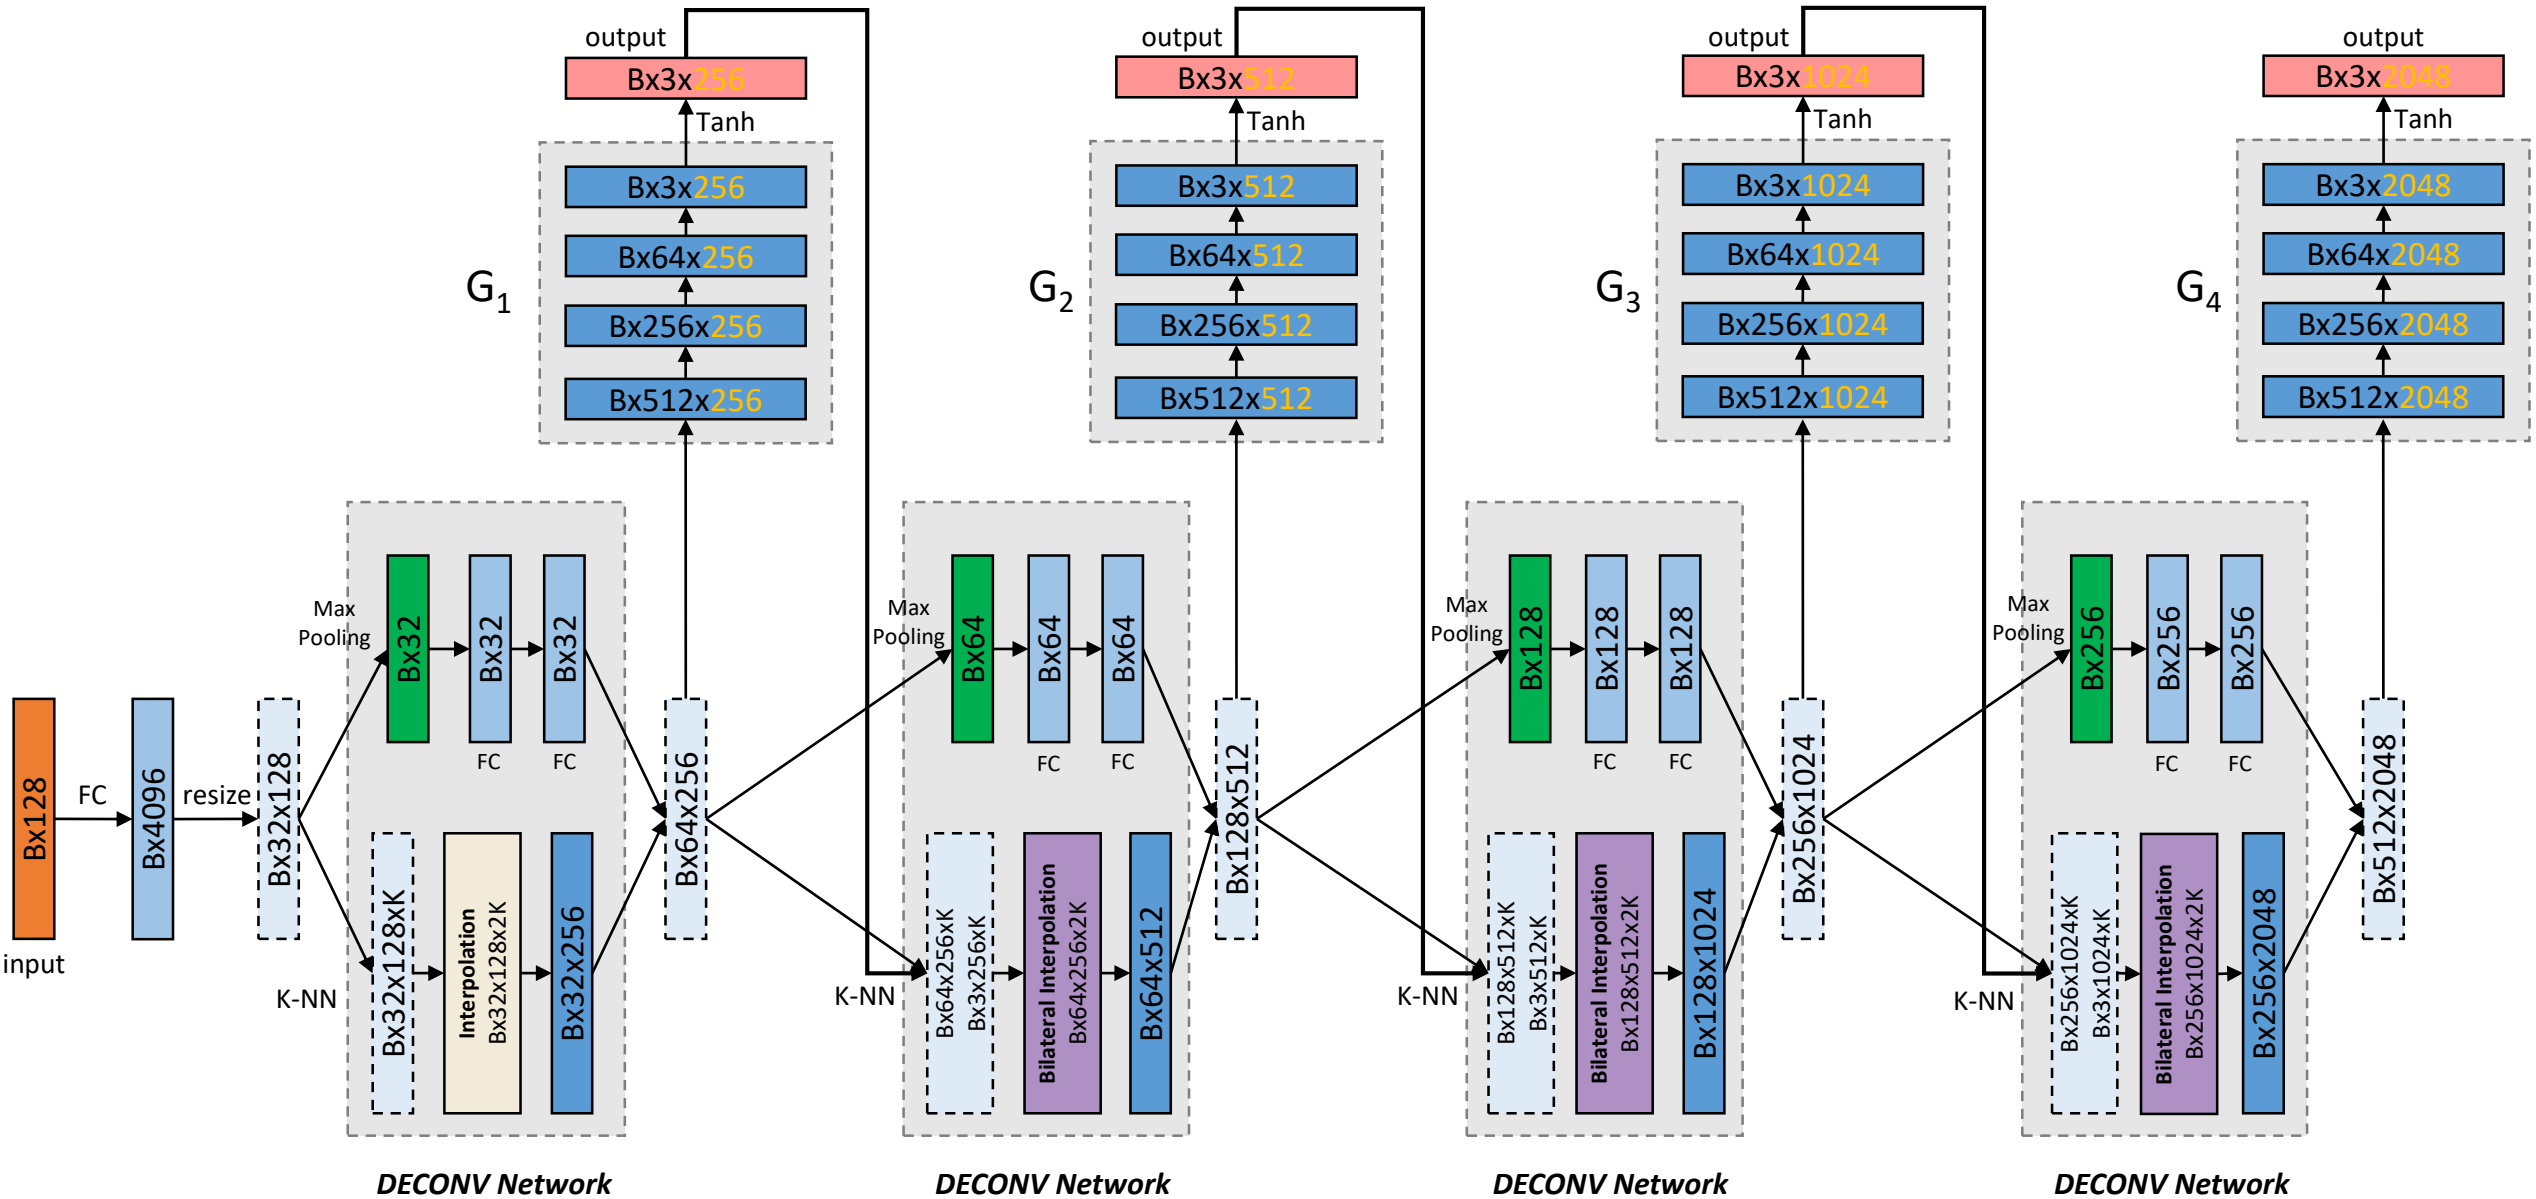 output
output
output
output
Bx3x256
Bx3x512
Bx3x1024
Bx3x2048
Tanh
Tanh
Tanh
Tanh
Bx3x256
Bx64x256
Bx256x256
Bx512x256
G1
Bx3x512
Bx64x512
Bx256x512
Bx512x512
G2
Bx3x1024
Bx64x1024
Bx256x1024
Bx512x1024
G3
Bx3x2048
Bx64x2048
Bx256x2048
Bx512x2048
G4
Bx128
input
FC
Bx4096
resize
Bx32x128
Max
Pooling
Bx32
Bx32
Bx32
FC
FC
K-NN
Bx32x128xK
Interpolation
Bx32x128x2K
Bx32x256
DECONV Network
Bx64x256
Max
Pooling
Bx64
Bx64
Bx64
FC
FC
K-NN
Bx64x256xK
Bx3x256xK
Bilateral Interpolation
Bx64x256x2K
Bx64x512
DECONV Network
Bx128x512
Max
Pooling
Bx128
Bx128
Bx128
FC
FC
K-NN
Bx128x512xK
Bx3x512xK
Bilateral Interpolation
Bx128x512x2K
Bx128x1024
DECONV Network
Bx256x1024
Max
Pooling
Bx256
Bx256
Bx256
FC
FC
K-NN
Bx256x1024xK
Bx3x1024xK
Bilateral Interpolation
Bx256x1024x2K
Bx256x2048
DECONV Network
Bx512x2048